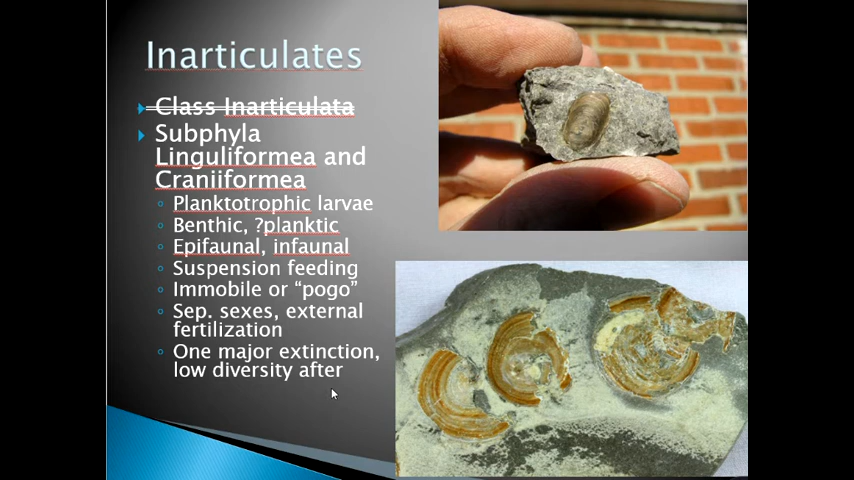 Inarticulates
Class Inarticulata
Subphyla
Linguliformea and
Craniiformea
Planktotrophic larvae
Benthic, ?planktic
Epifaunal, infaunal
Suspension feeding
Immobile or “pogo”
Sep. sexes, external
fertilization
One major extinction,
low diversity after